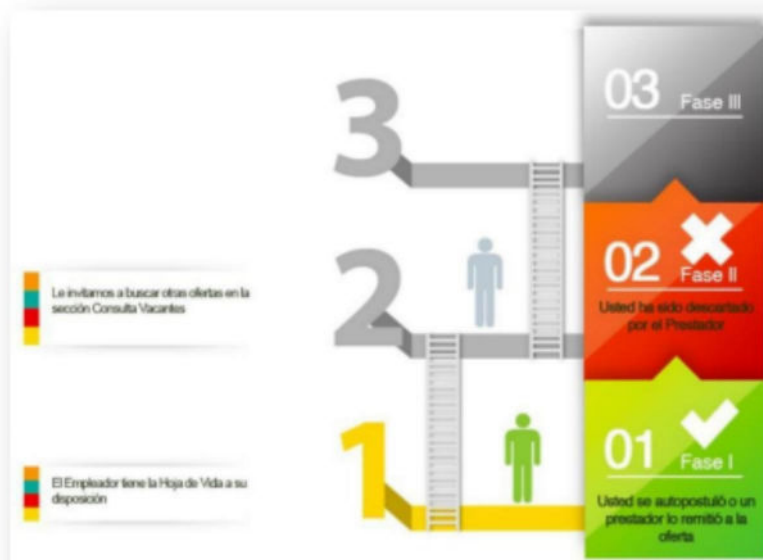 3
03 Fase III
2
02 Fase II
Usted ha sido descartado
por el Prestador
Le invitamos a buscar otras ofertas en la
sección Consulta Vacantes
1
01 Fase I
Usted se autopostuló o un
prestador lo remitió a la
oferta
El Empleador tiene la Hoja de Vida a su
disposición